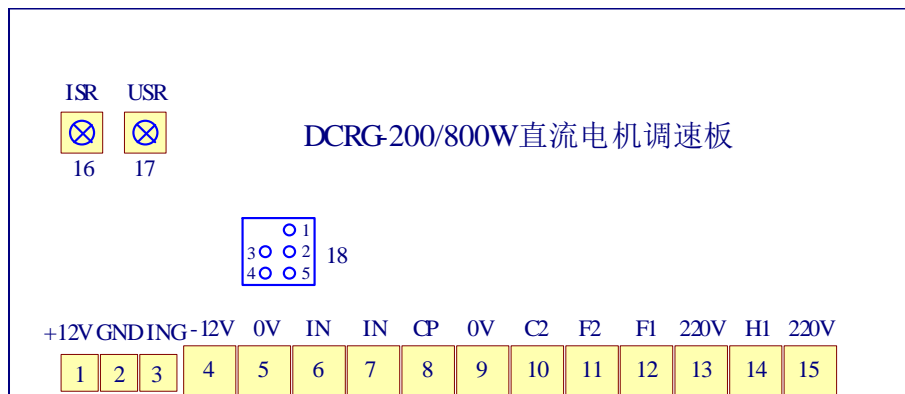 ISR USR
DCRG-200/800W直流电机调速板
16 17
1
3 2 18
4 5
+12V GND ING -12V 0V IN IN CP 0V C2 F2 F1 220V H1 220V
1 2 3 4 5 6 7 8 9 10 11 12 13 14 15